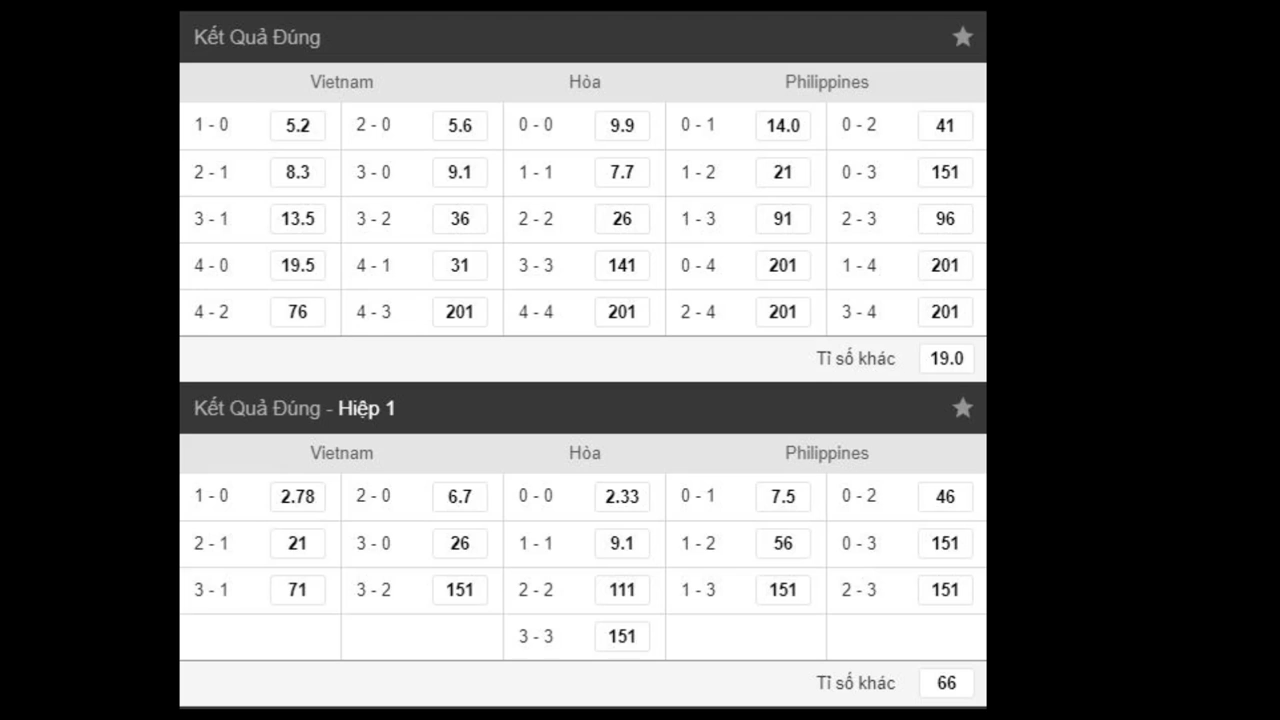 Kết Quả Đúng
Vietnam Hòa Philippines
1 - 0 5.2 2 - 0 5.6 0 - 0 9.9 0 - 1 14.0 0 - 2 41
2 - 1 8.3 3 - 0 9.1 1 - 1 7.7 1 - 2 21 0 - 3 151
3 - 1 13.5 3 - 2 36 2 - 2 26 1 - 3 91 2 - 3 96
4 - 0 19.5 4 - 1 31 3 - 3 141 0 - 4 201 1 - 4 201
4 - 2 76 4 - 3 201 4 - 4 201 2 - 4 201 3 - 4 201
Tỉ số khác 19.0
Kết Quả Đúng - Hiệp 1
Vietnam Hòa Philippines
1 - 0 2.78 2 - 0 6.7 0 - 0 2.33 0 - 1 7.5 0 - 2 46
2 - 1 21 3 - 0 26 1 - 1 9.1 1 - 2 56 0 - 3 151
3 - 1 71 3 - 2 151 2 - 2 111 1 - 3 151 2 - 3 151
3 - 3 151
Tỉ số khác 66